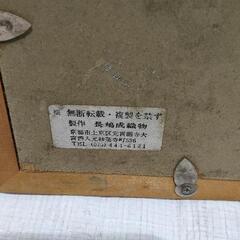 無断転載・複製を禁ず
製作 長嶋成織物
京都市上京区元誓願寺大
宮西入元妙蓮寺町536
TEL (075) 441-4121